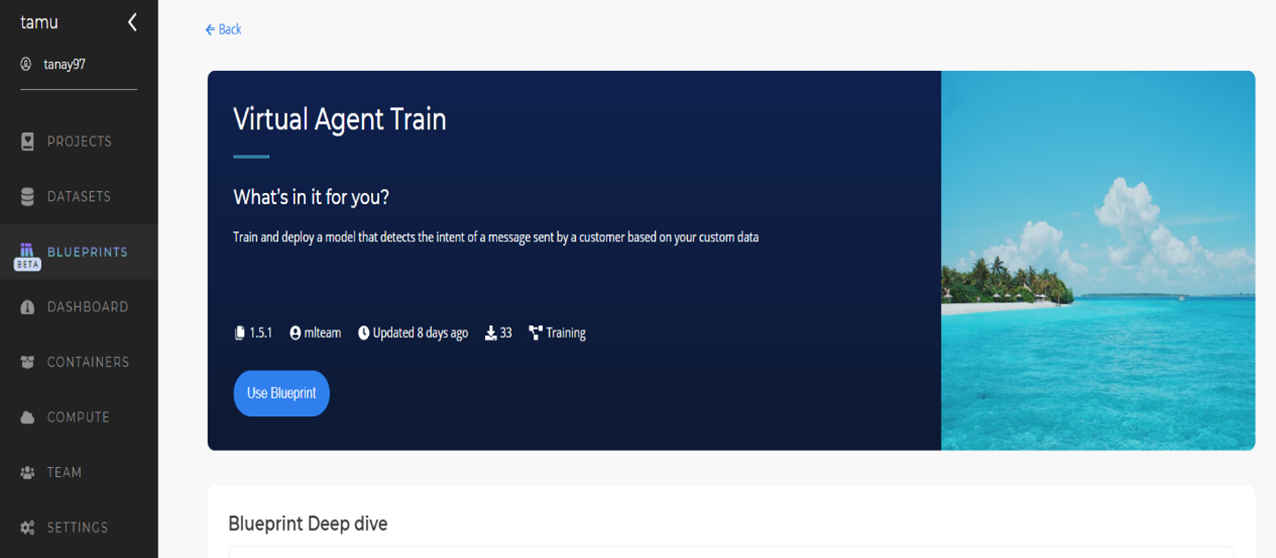 tamu
tanay97
PROJECTS
DATASETS
BLUEPRINTS
BETA
DASHBOARD
CONTAINERS
COMPUTE
TEAM
SETTINGS
Back
Virtual Agent Train
What's in it for you?
Train and deploy a model that detects the intent of a message sent by a customer based on your custom data
1.5.1 mlteam Updated 8 days ago 33 Training
Use Blueprint
Blueprint Deep dive